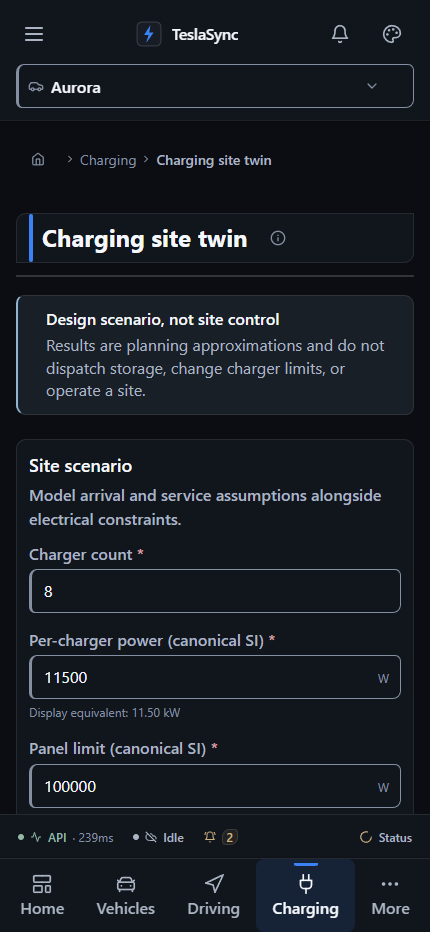 TeslaSync
Aurora
Charging
Charging site twin
Charging site twin
Design scenario, not site control
Results are planning approximations and do not
dispatch storage, change charger limits, or
operate a site.
Site scenario
Model arrival and service assumptions alongside
electrical constraints.
Charger count *
8
Per-charger power (canonical SI) *
11500 W
Display equivalent: 11.50 kW
Panel limit (canonical SI) *
100000 W
API · 239ms Idle 2 Status
Home Vehicles Driving Charging More